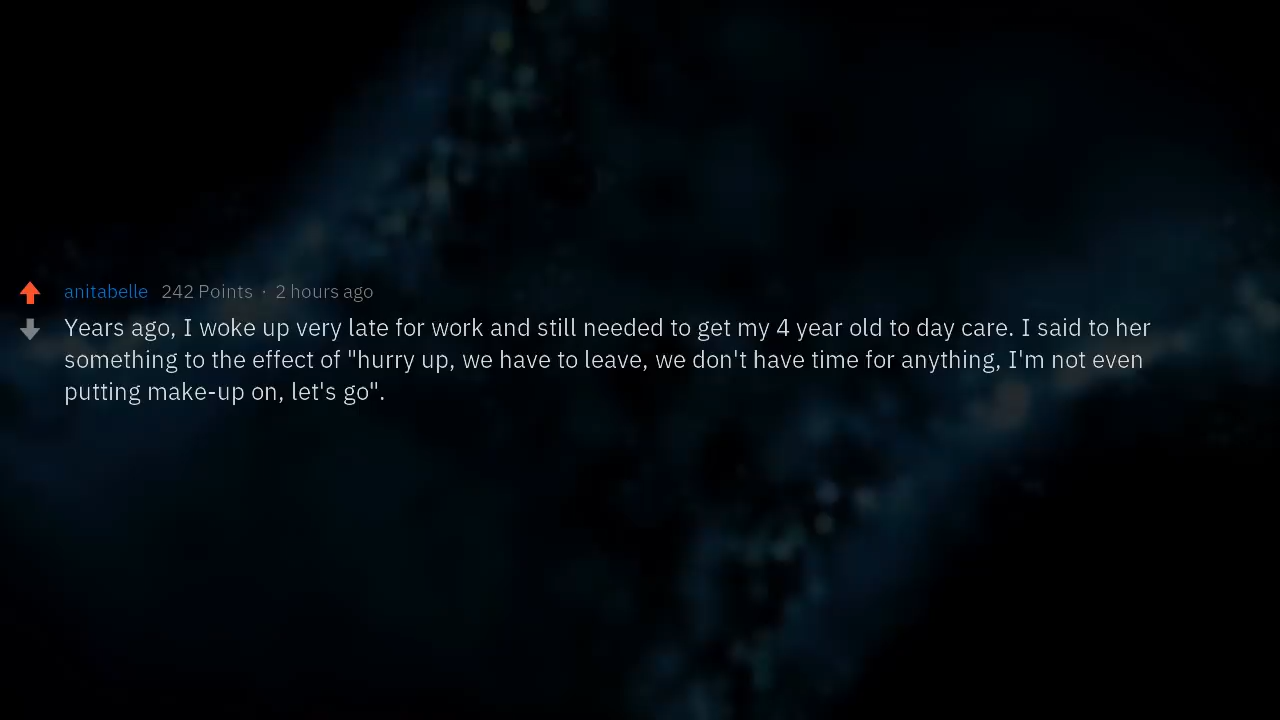 anitabelle 242 Points · 2 hours ago
Years ago, I woke up very late for work and still needed to get my 4 year old to day care. I said to her
something to the effect of "hurry up, we have to leave, we don't have time for anything, I'm not even
putting make-up on, let's go".